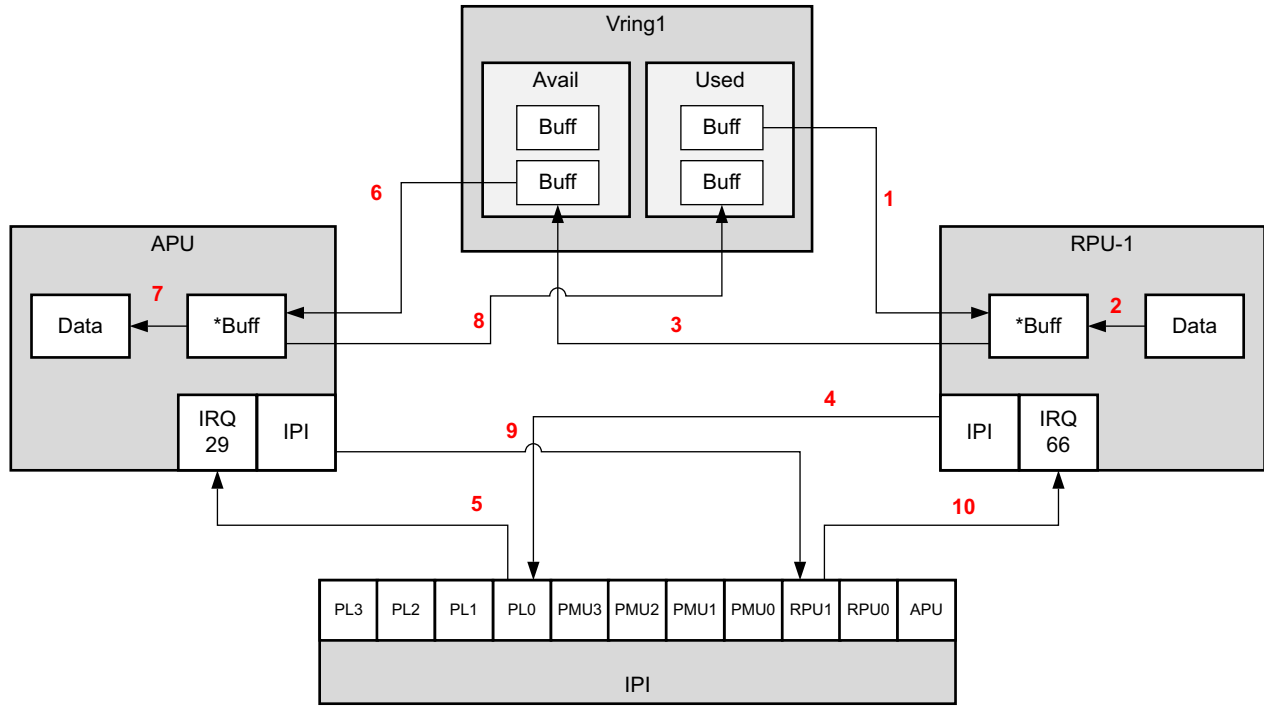 Vring1
Avail
Used
Buff
Buff
Buff
Buff
6
1
APU
RPU-1
7
2
Data
*Buff
*Buff
Data
8
3
4
IRQ
29
IPI
9
IPI
IRQ
66
5
10
PL3
PL2
PL1
PL0
PMU3
PMU2
PMU1
PMU0
RPU1
RPU0
APU
IPI